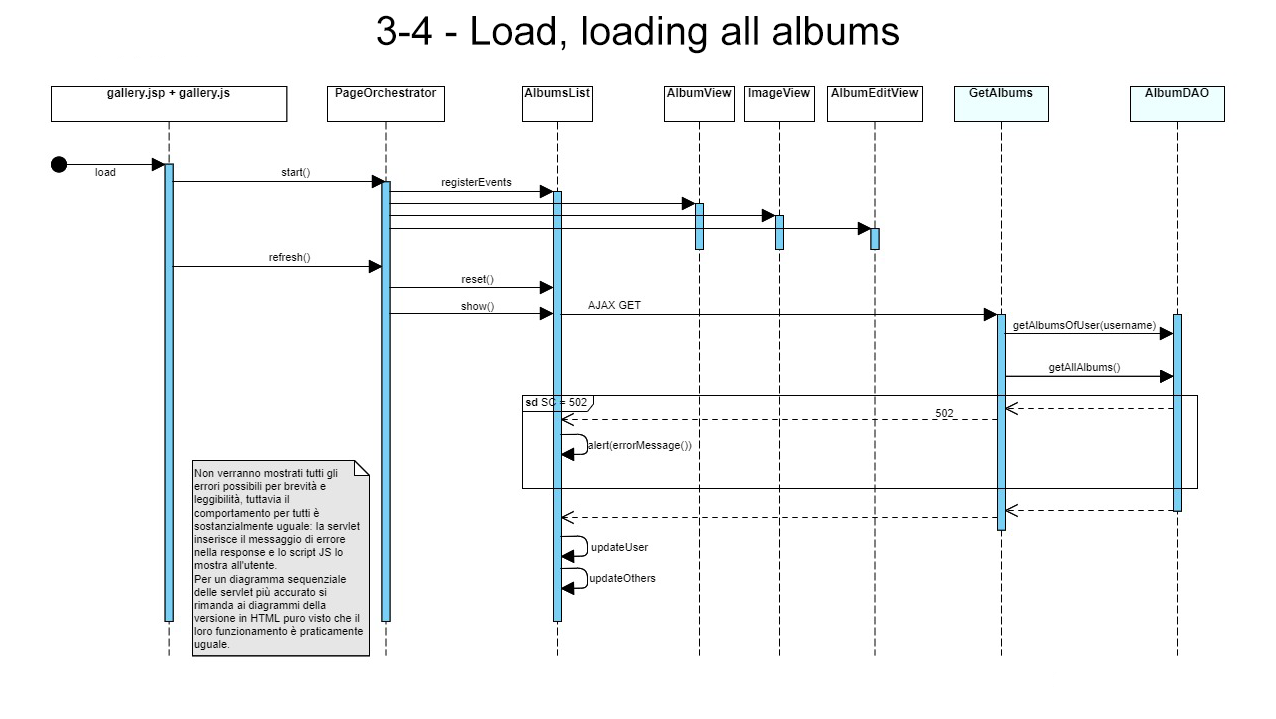 3-4 - Load, loading all albums
gallery.jsp + gallery.js
PageOrchestrator
AlbumsList
AlbumView
ImageView
AlbumEditView
GetAlbums
AlbumDAO
load
start()
registerEvents
refresh()
reset()
show()
AJAX GET
getAlbumsOfUser(username)
getAllAlbums()
sd SC = 502
502
alert(errorMessage())
Non verranno mostrati tutti gli
errori possibili per brevità e
leggibilità, tuttavia il
comportamento per tutti è
sostanzialmente uguale: la servlet
inserisce il messaggio di errore
nella response e lo script JS lo
mostra all'utente.
Per un diagramma sequenziale
delle servlet più accurato si
rimanda ai diagrammi della
versione in HTML puro visto che il
loro funzionamento è praticamente
uguale.
updateUser
updateOthers